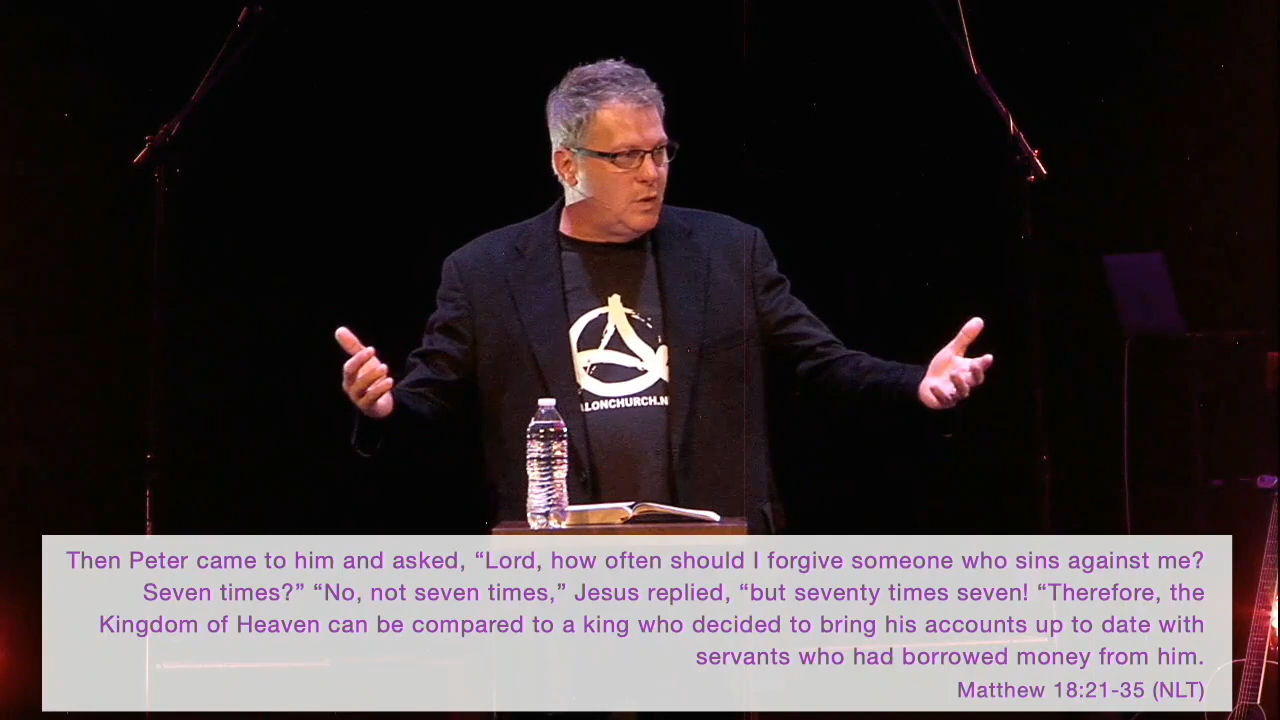 ALONCHURCH.N
Then Peter came to him and asked, “Lord, how often should I forgive someone who sins against me?
Seven times?” “No, not seven times,” Jesus replied, “but seventy times seven! “Therefore, the
Kingdom of Heaven can be compared to a king who decided to bring his accounts up to date with
servants who had borrowed money from him.
Matthew 18:21-35 (NLT)